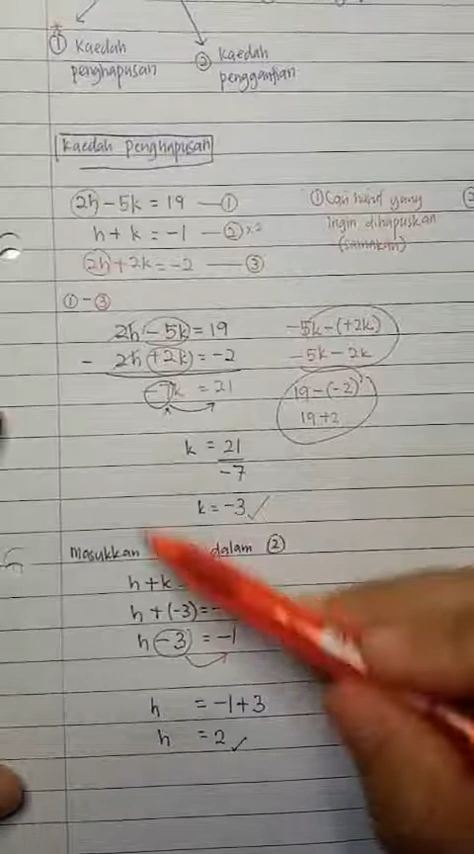 * ① Kaedah penghapusan
② Kaedah penggantian
Kaedah Penghapusan
2h - 5k = 19 — ①
h + k = -1 — ② ×2
2h + 2k = -2 — ③
① Cari huruf yang
ingin dihapuskan
(samakan)
① - ③
2h - 5k = 19
- 2h + 2k = -2
-7k = 21
-5k - (+2k)
-5k - 2k
19 - (-2)
19 + 2
k = 21
-7
k = -3 ✓
Masukkan dalam ②
h + k
h + (-3) =
h - 3 = -1
h = -1 + 3
h = 2 ✓